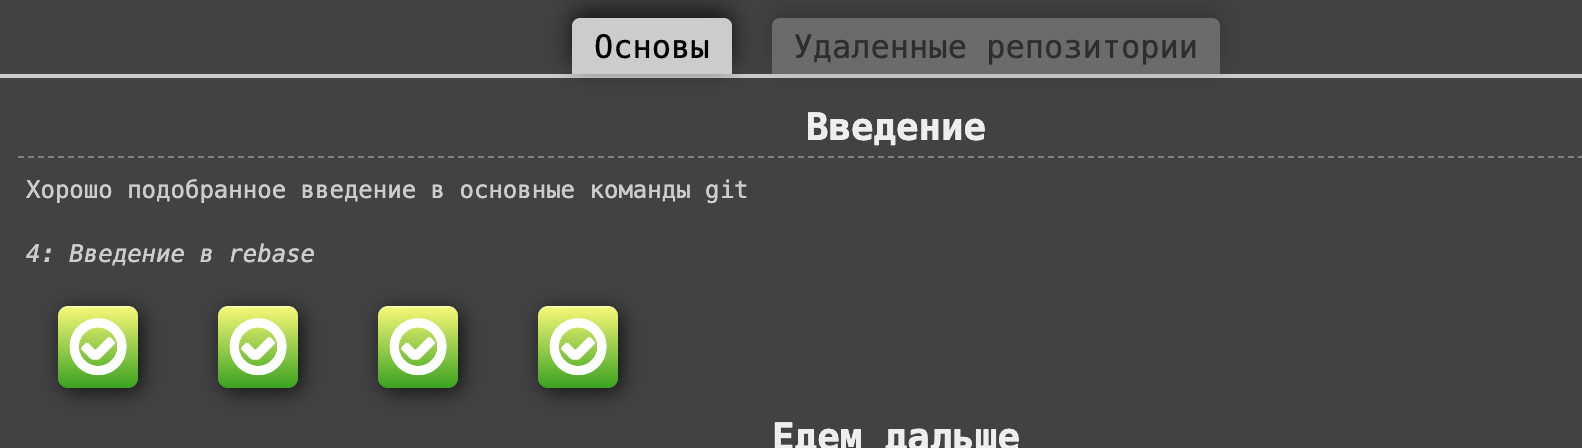 Основы
Удаленные репозитории
Введение
Хорошо подобранное введение в основные команды git
4: Введение в rebase
Едем дальше